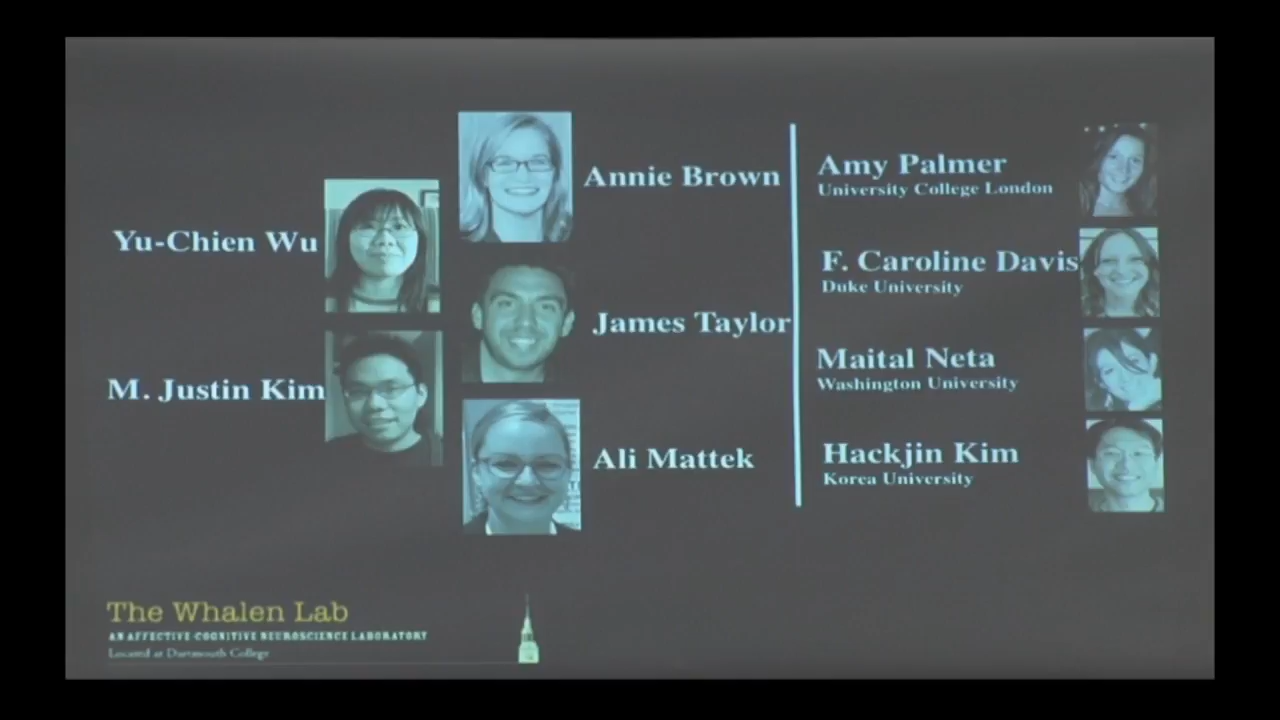 Annie Brown
Yu-Chien Wu
James Taylor
M. Justin Kim
Ali Mattek
Amy Palmer
University College London
F. Caroline Davis
Duke University
Maital Neta
Washington University
Hackjin Kim
Korea University
The Whalen Lab
AN AFFECTIVE-COGNITIVE NEUROSCIENCE LABORATORY
Located at Dartmouth College